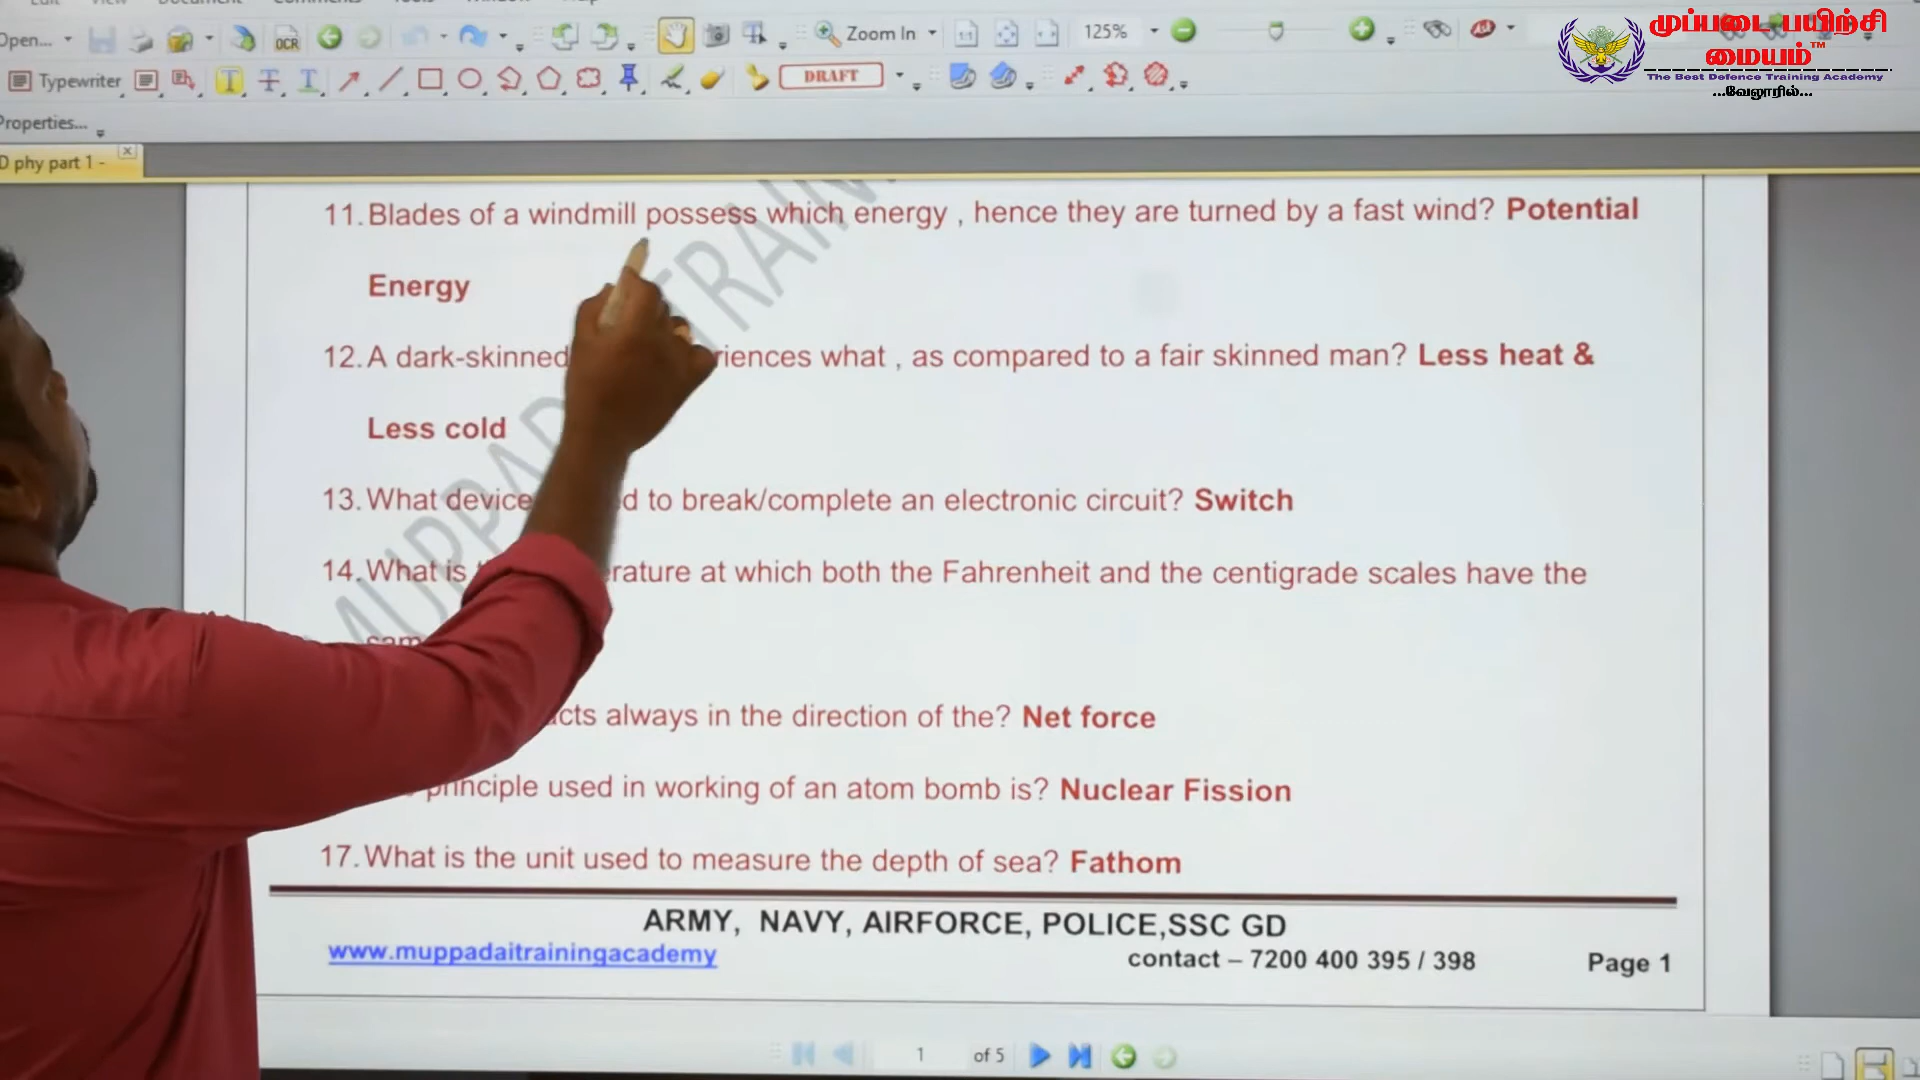 Open...
OCR
Zoom In
125%
Typewriter
DRAFT
Properties...
D phy part 1 -
முப்படை பயிற்சி
மையம்™
The Best Defence Training Academy
...வேலூரில்...
11. Blades of a windmill possess which energy , hence they are turned by a fast wind? Potential
Energy
12. A dark-skinned what , as compared to a fair skinned man? Less heat &
Less cold
13. What device to break/complete an electronic circuit? Switch
14. What is at which both the Fahrenheit and the centigrade scales have the
always in the direction of the? Net force
principle used in working of an atom bomb is? Nuclear Fission
17. What is the unit used to measure the depth of sea? Fathom
ARMY, NAVY, AIRFORCE, POLICE,SSC GD
www.muppadaitrainingacademy
contact – 7200 400 395 / 398
Page 1
1 of 5